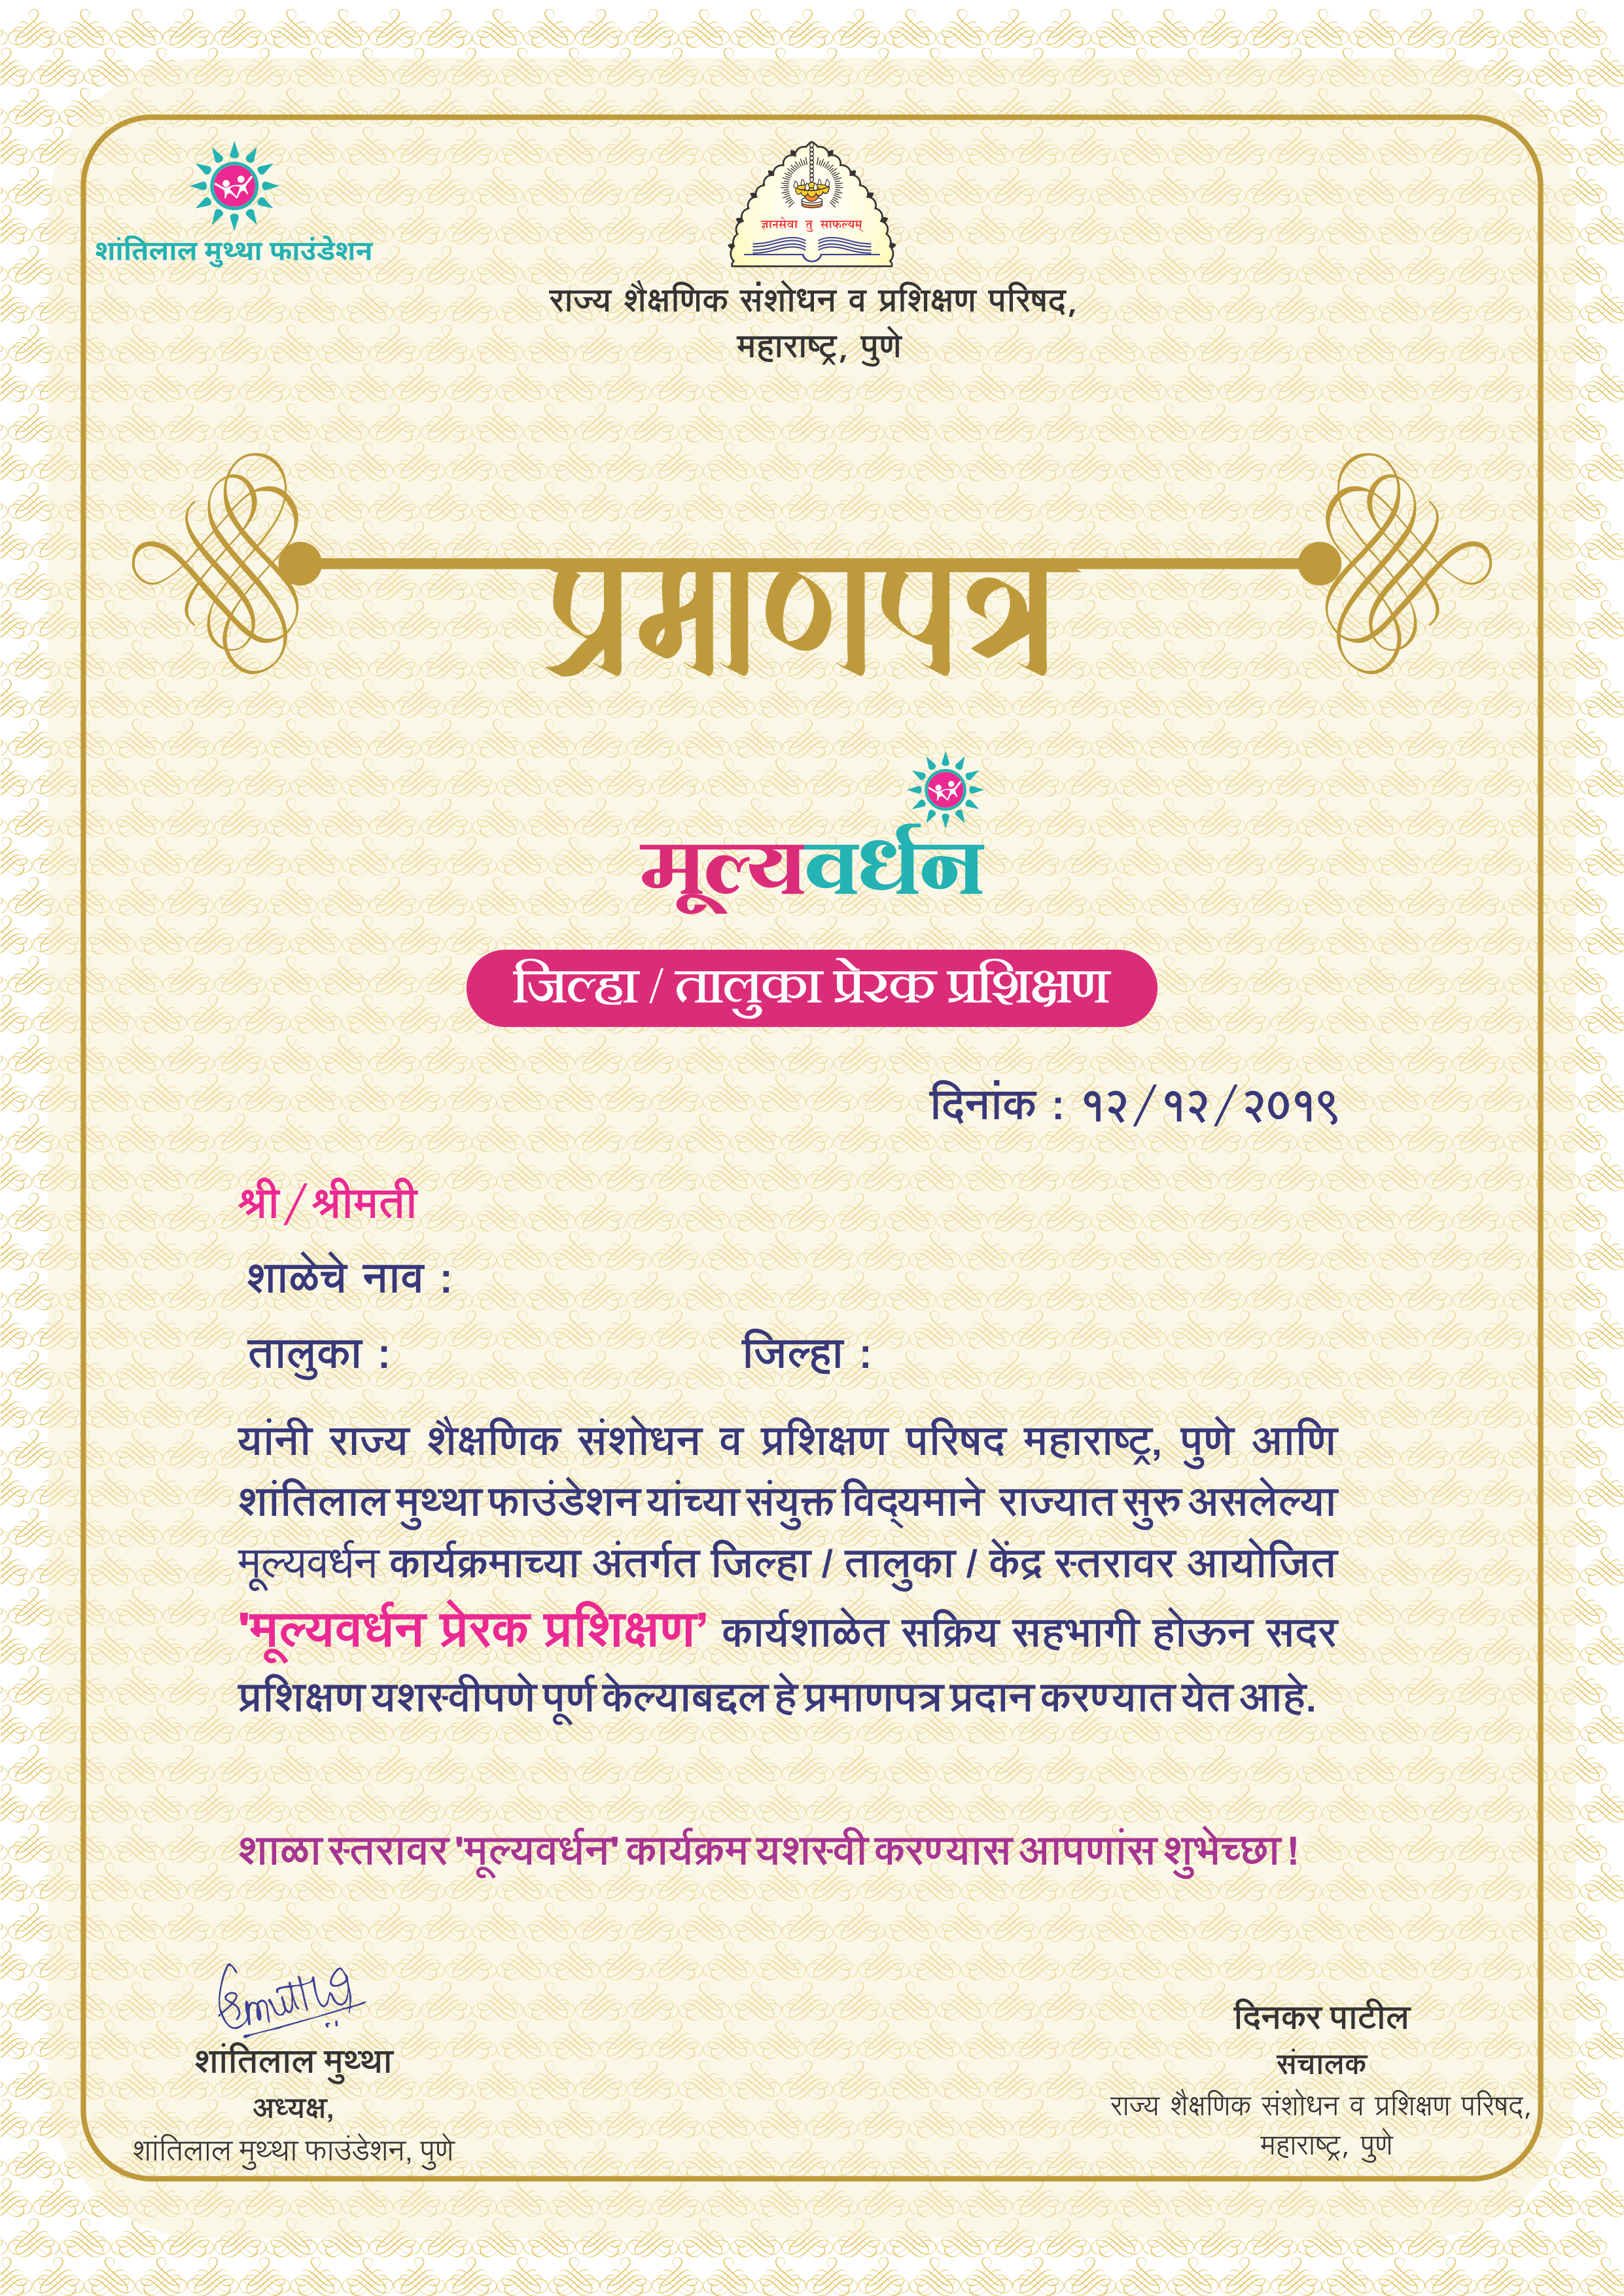 शांतिलाल मुथ्था फाउंडेशन
ज्ञानसेवा तु साफल्यम्
राज्य शैक्षणिक संशोधन व प्रशिक्षण परिषद,
महाराष्ट्र, पुणे
प्रमाणपत्र
मूल्यवर्धन
जिल्हा / तालुका प्रेरक प्रशिक्षण
दिनांक : १२/१२/२०१९
श्री/श्रीमती
शाळेचे नाव :
तालुका : जिल्हा :
यांनी राज्य शैक्षणिक संशोधन व प्रशिक्षण परिषद महाराष्ट्र, पुणे आणि
शांतिलाल मुथ्था फाउंडेशन यांच्या संयुक्त विद्‌यमाने राज्यात सुरु असलेल्या
मूल्यवर्धन कार्यक्रमाच्या अंतर्गत जिल्हा / तालुका / केंद्र स्तरावर आयोजित
'मूल्यवर्धन प्रेरक प्रशिक्षण’ कार्यशाळेत सक्रिय सहभागी होऊन सदर
प्रशिक्षण यशस्वीपणे पूर्ण केल्याबद्दल हे प्रमाणपत्र प्रदान करण्यात येत आहे.
शाळा स्तरावर 'मूल्यवर्धन' कार्यक्रम यशस्वी करण्यास आपणांस शुभेच्छा !
शांतिलाल मुथ्था
अध्यक्ष,
शांतिलाल मुथ्था फाउंडेशन, पुणे
दिनकर पाटील
संचालक
राज्य शैक्षणिक संशोधन व प्रशिक्षण परिषद,
महाराष्ट्र, पुणे